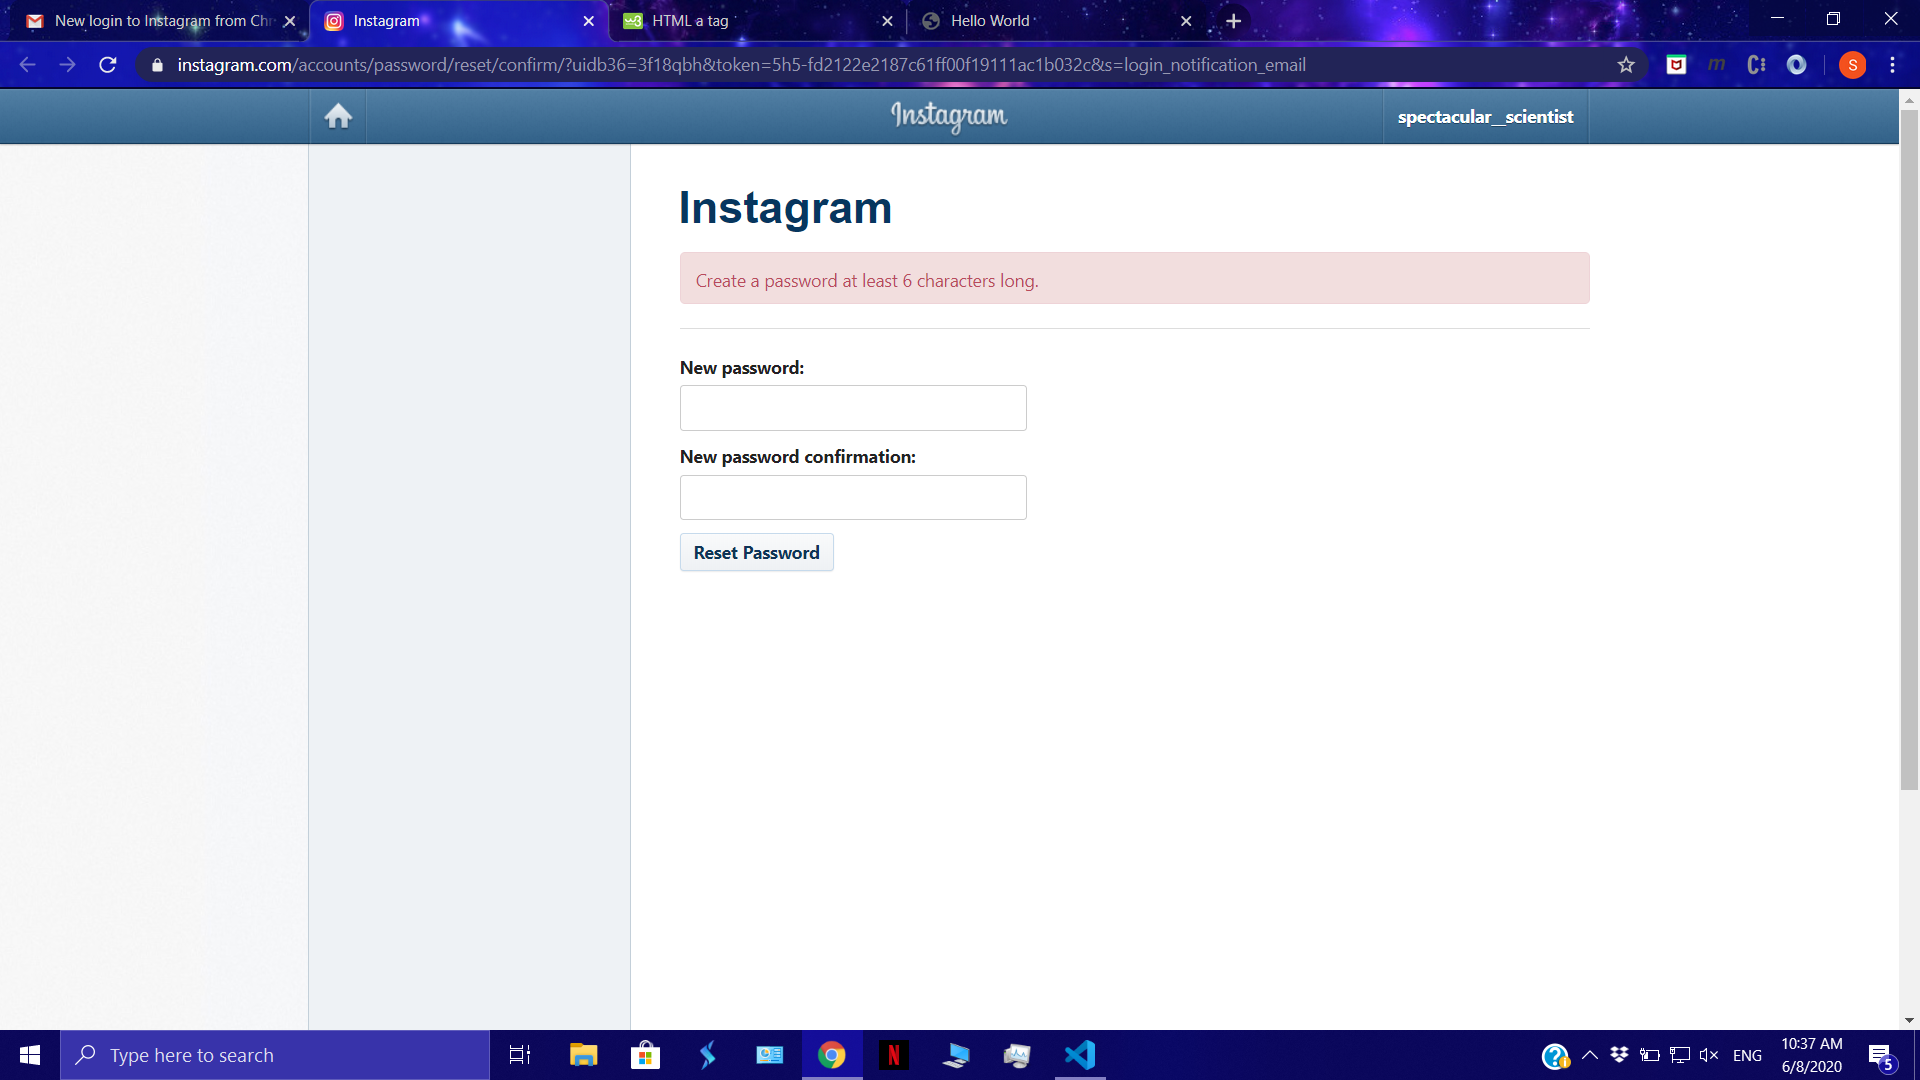 New login to Instagram from Chr
Instagram
HTML a tag
Hello World
instagram.com/accounts/password/reset/confirm/?uidb36=3f18qbh&token=5h5-fd2122e2187c61ff00f19111ac1b032c&s=login_notification_email
S
Instagram
spectacular__scientist
Instagram
Create a password at least 6 characters long.
New password:
New password confirmation:
Reset Password
Type here to search
ENG
10:37 AM
6/8/2020
5